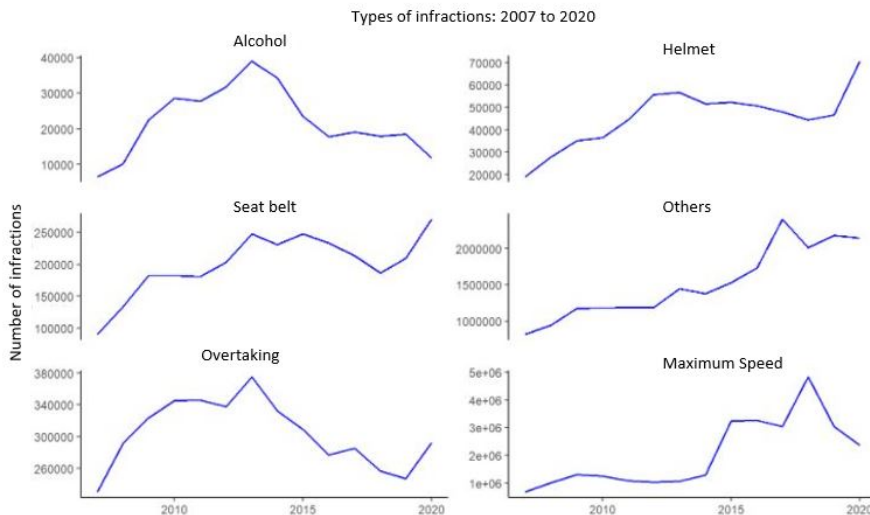 Types of infractions: 2007 to 2020
Alcohol
40000
30000
20000
10000
Helmet
70000
60000
50000
40000
30000
20000
Number of infractions
Seat belt
250000
200000
150000
100000
Others
2000000
1000000
Overtaking
380000
340000
300000
260000
2010
2015
2020
Maximum Speed
5e+06
4e+06
3e+06
2e+06
1e+06
2010
2015
2020